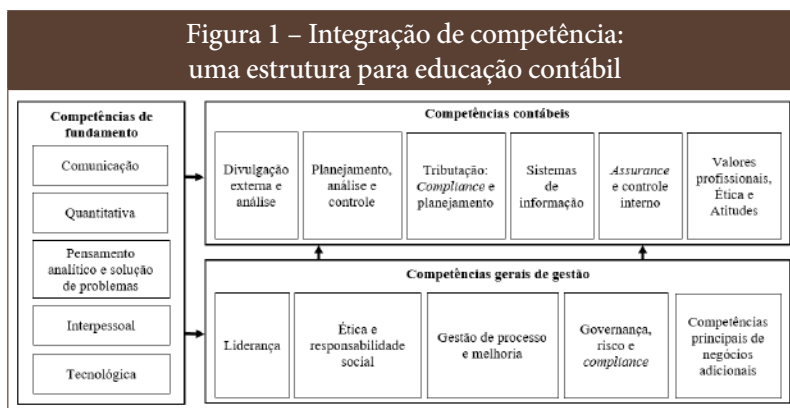 Figura 1 – Integração de competência:
uma estrutura para educação contábil
Competências de
fundamento
Comunicação
Quantitativa
Pensamento
analítico e solução
de problemas
Interpessoal
Tecnológica
Competências contábeis
Divulgação
externa e
análise
Planejamento,
análise e
controle
Tributação:
Compliance e
planejamento
Sistemas
de
informação
Assurance
e controle
interno
Valores
profissionais,
Ética e
Atitudes
Competências gerais de gestão
Liderança
Ética e
responsabilidade
social
Gestão de processo
e melhoria
Governança,
risco e
compliance
Competências
principais de
negócios
adicionais